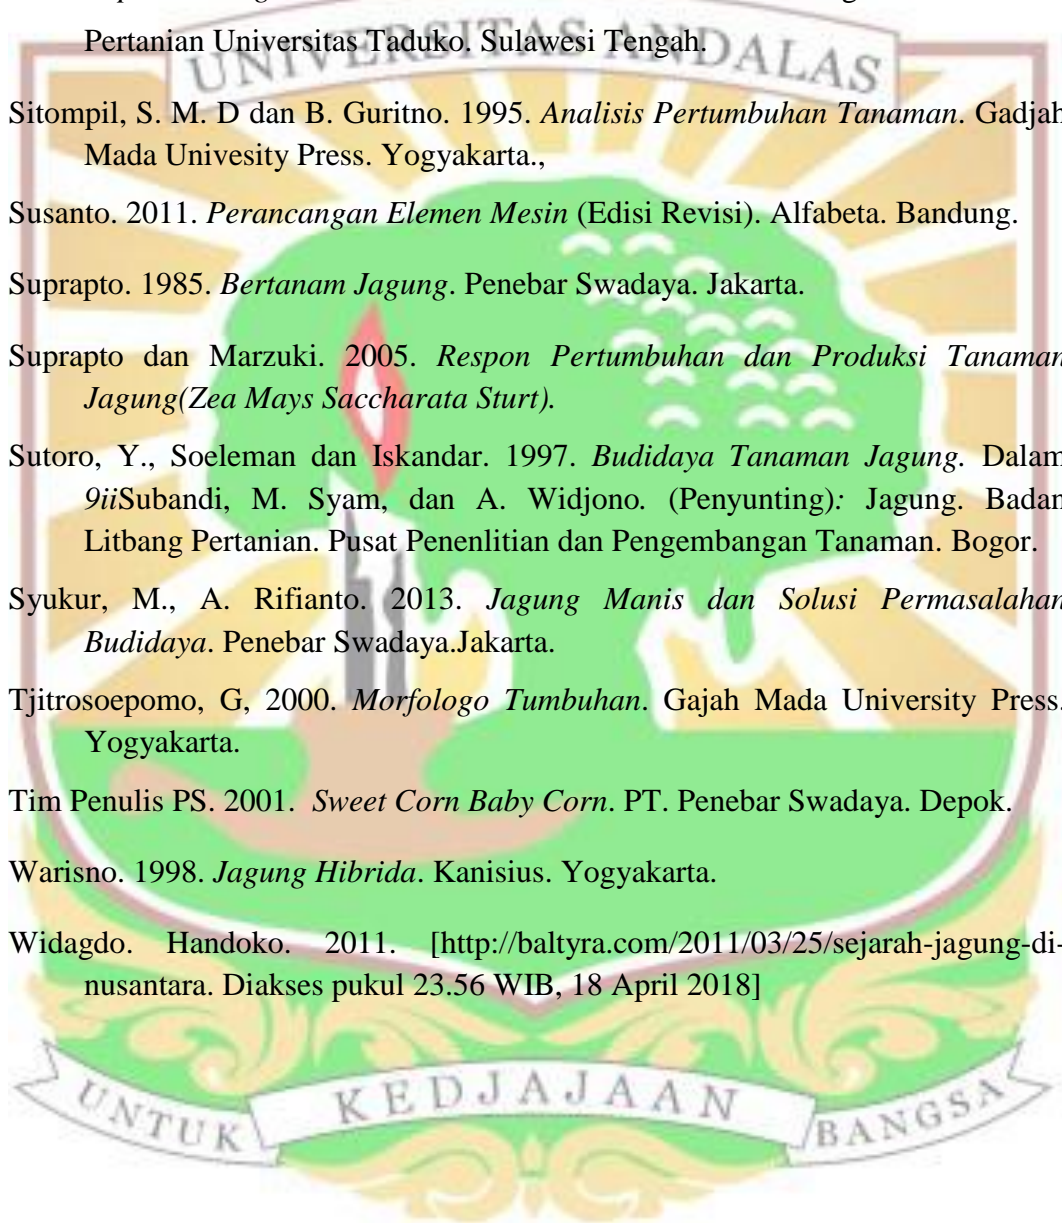 Pertanian Universitas Taduko. Sulawesi Tengah.
UNIVERSITAS ANDALAS
Sitompil, S. M. D dan B. Guritno. 1995. Analisis Pertumbuhan Tanaman. Gadjah
Mada Univesity Press. Yogyakarta.,
Susanto. 2011. Perancangan Elemen Mesin (Edisi Revisi). Alfabeta. Bandung.
Suprapto. 1985. Bertanam Jagung. Penebar Swadaya. Jakarta.
Suprapto dan Marzuki. 2005. Respon Pertumbuhan dan Produksi Tanaman
Jagung(Zea Mays Saccharata Sturt).
Sutoro, Y., Soeleman dan Iskandar. 1997. Budidaya Tanaman Jagung. Dalam
9iiSubandi, M. Syam, dan A. Widjono. (Penyunting): Jagung. Badan
Litbang Pertanian. Pusat Penenlitian dan Pengembangan Tanaman. Bogor.
Syukur, M., A. Rifianto. 2013. Jagung Manis dan Solusi Permasalahan
Budidaya. Penebar Swadaya.Jakarta.
Tjitrosoepomo, G, 2000. Morfologo Tumbuhan. Gajah Mada University Press.
Yogyakarta.
Tim Penulis PS. 2001. Sweet Corn Baby Corn. PT. Penebar Swadaya. Depok.
Warisno. 1998. Jagung Hibrida. Kanisius. Yogyakarta.
Widagdo. Handoko. 2011. [http://baltyra.com/2011/03/25/sejarah-jagung-di-
nusantara. Diakses pukul 23.56 WIB, 18 April 2018]
UNTUK KEDJAJAAN BANGSA